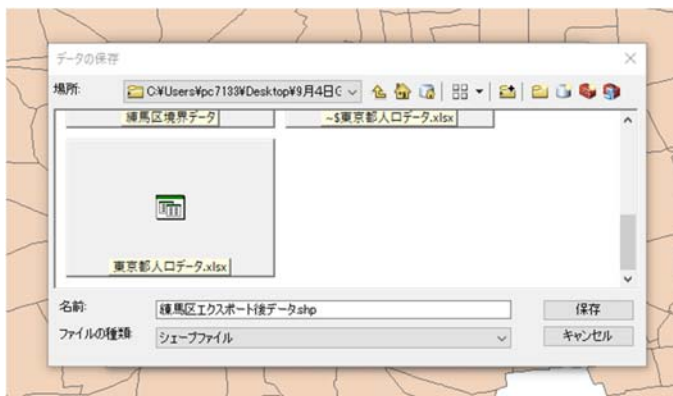 データの保存
場所:
C:¥Users¥pc7133¥Desktop¥9月4日G
練馬区境界データ
~$東京都人口データ.xlsx
東京都人口データ.xlsx
名前:
練馬区エクスポート後データ.shp
保存
ファイルの種類:
シェープファイル
キャンセル